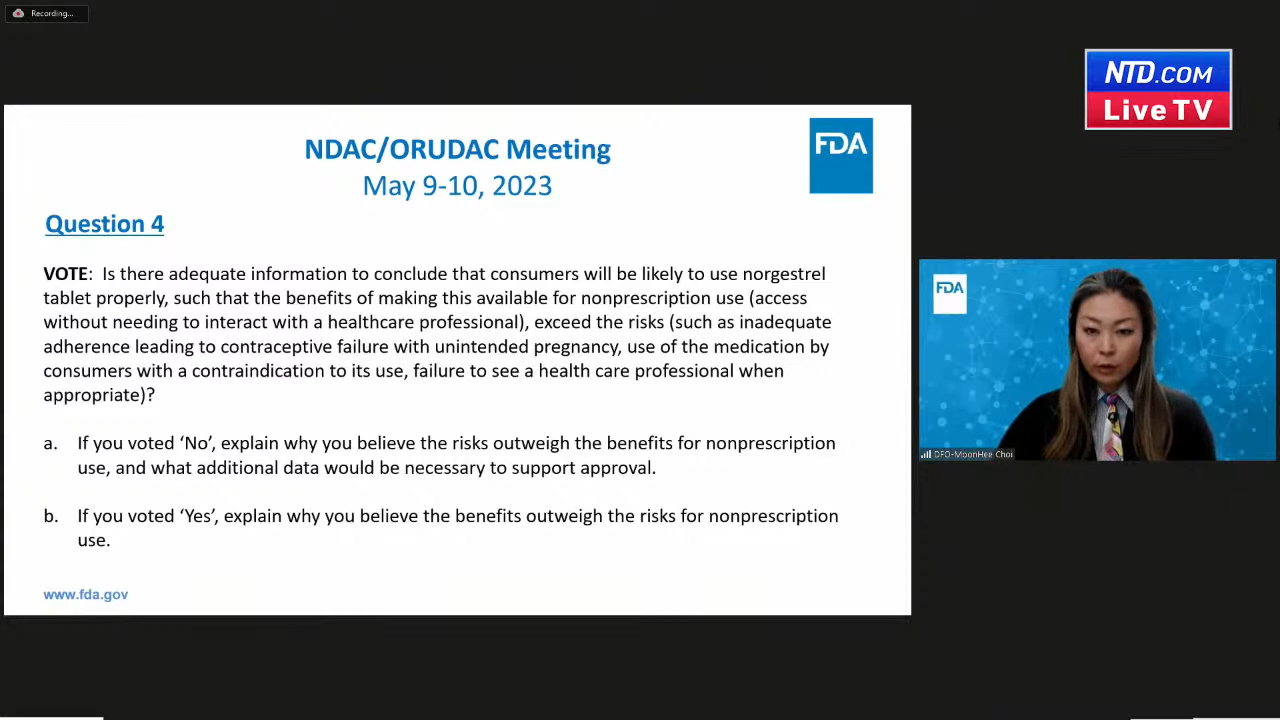 Recording...
NTD.COM
Live TV
NDAC/ORUDAC Meeting
May 9-10, 2023
FDA
Question 4
VOTE: Is there adequate information to conclude that consumers will be likely to use norgestrel
tablet properly, such that the benefits of making this available for nonprescription use (access
without needing to interact with a healthcare professional), exceed the risks (such as inadequate
adherence leading to contraceptive failure with unintended pregnancy, use of the medication by
consumers with a contraindication to its use, failure to see a health care professional when
appropriate)?
a. If you voted ‘No’, explain why you believe the risks outweigh the benefits for nonprescription
use, and what additional data would be necessary to support approval.
b. If you voted ‘Yes’, explain why you believe the benefits outweigh the risks for nonprescription
use.
www.fda.gov
FDA
DFO-MoonHee Choi